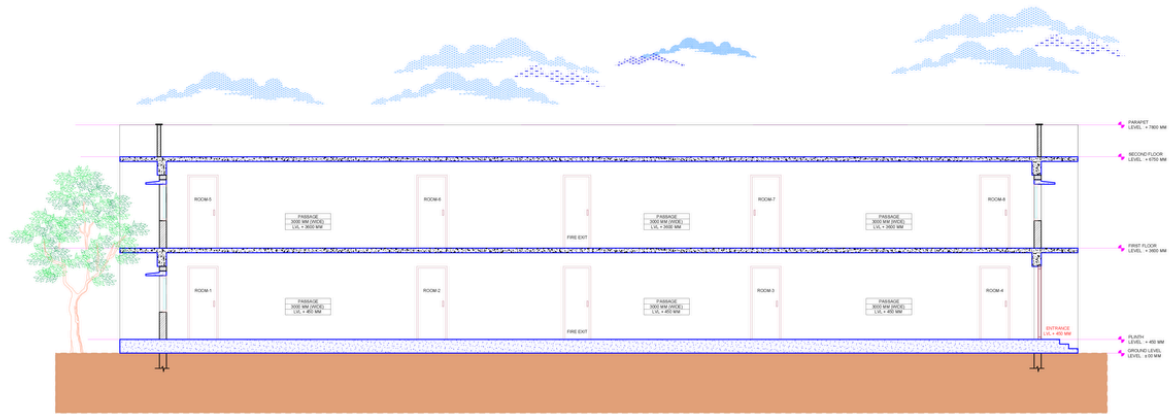 PARAPET
LEVEL : + 7800 MM
SECOND FLOOR
LEVEL : + 6750 MM
ROOM-5
ROOM-6
ROOM-7
ROOM-8
PASSAGE
3000 MM (WIDE)
LVL + 3600 MM
PASSAGE
3000 MM (WIDE)
LVL + 3600 MM
PASSAGE
3000 MM (WIDE)
LVL + 3600 MM
FIRE EXIT
FIRST FLOOR
LEVEL : + 3600 MM
ROOM-1
ROOM-2
ROOM-3
ROOM-4
PASSAGE
3000 MM (WIDE)
LVL + 450 MM
PASSAGE
3000 MM (WIDE)
LVL + 450 MM
PASSAGE
3000 MM (WIDE)
LVL + 450 MM
FIRE EXIT
ENTRANCE
LVL + 450 MM
PLINTH
LEVEL : + 450 MM
GROUND LEVEL
LEVEL : ±00 MM